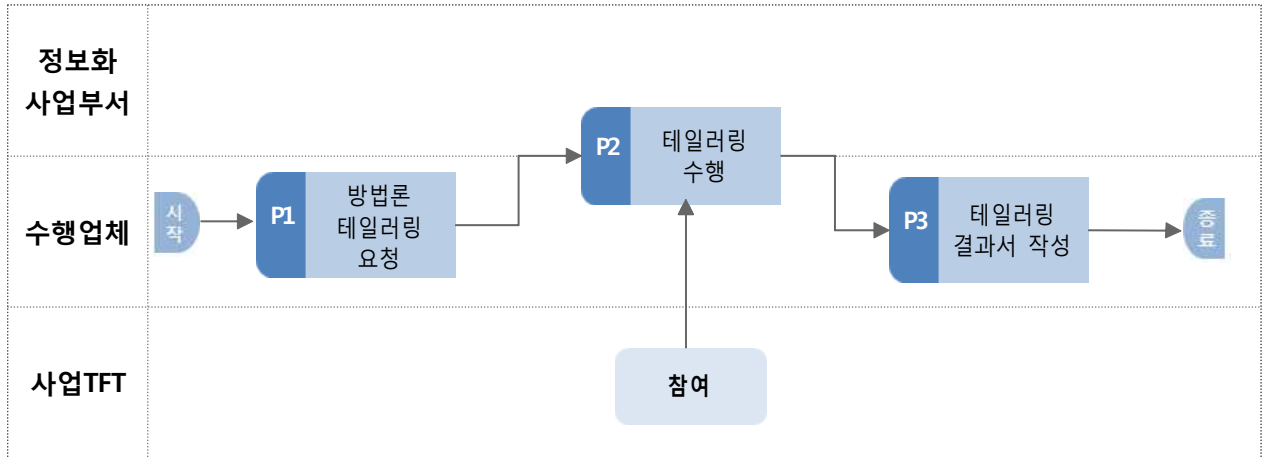 정보화
사업부서
P2
테일러링
수행
수행업체
시
작
P1
방법론
테일러링
요청
P3
테일러링
결과서 작성
종
료
사업TFT
참여